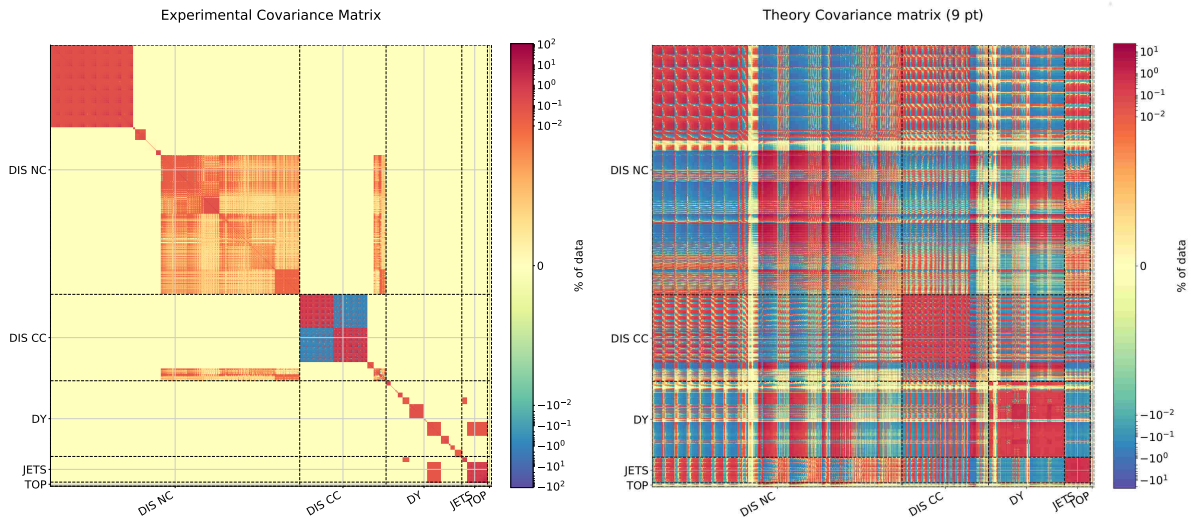 Experimental Covariance Matrix
DIS NC
DIS CC
DY
JETS
TOP
DIS NC
DIS CC
DY
JETS
TOP
10^2
10^1
10^0
10^−1
10^−2
0
−10^−2
−10^−1
−10^0
−10^1
−10^2
% of data
Theory Covariance matrix (9 pt)
DIS NC
DIS CC
DY
JETS
TOP
DIS NC
DIS CC
DY
JETS
TOP
10^1
10^0
10^−1
10^−2
0
−10^−2
−10^−1
−10^0
−10^1
% of data